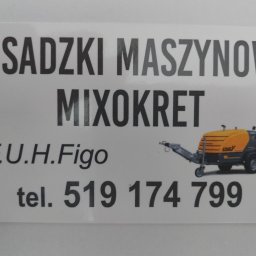 SADZKI MASZYNOW
MIXOKRET
.U.H.Figo
tel. 519 174 799